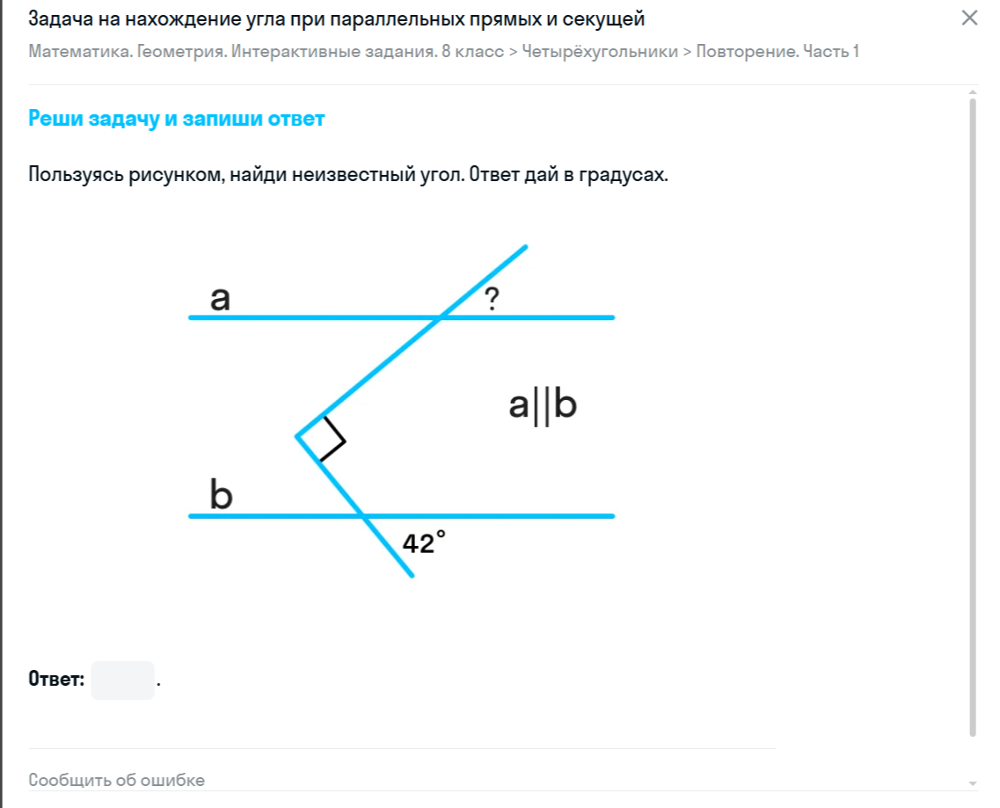 Задача на нахождение угла при параллельных прямых и секущей
Математика. Геометрия. Интерактивные задания. 8 класс > Четырёхугольники > Повторение. Часть 1
Реши задачу и запиши ответ
Пользуясь рисунком, найди неизвестный угол. Ответ дай в градусах.
a
?
a||b
b
42°
Ответ: .
Сообщить об ошибке